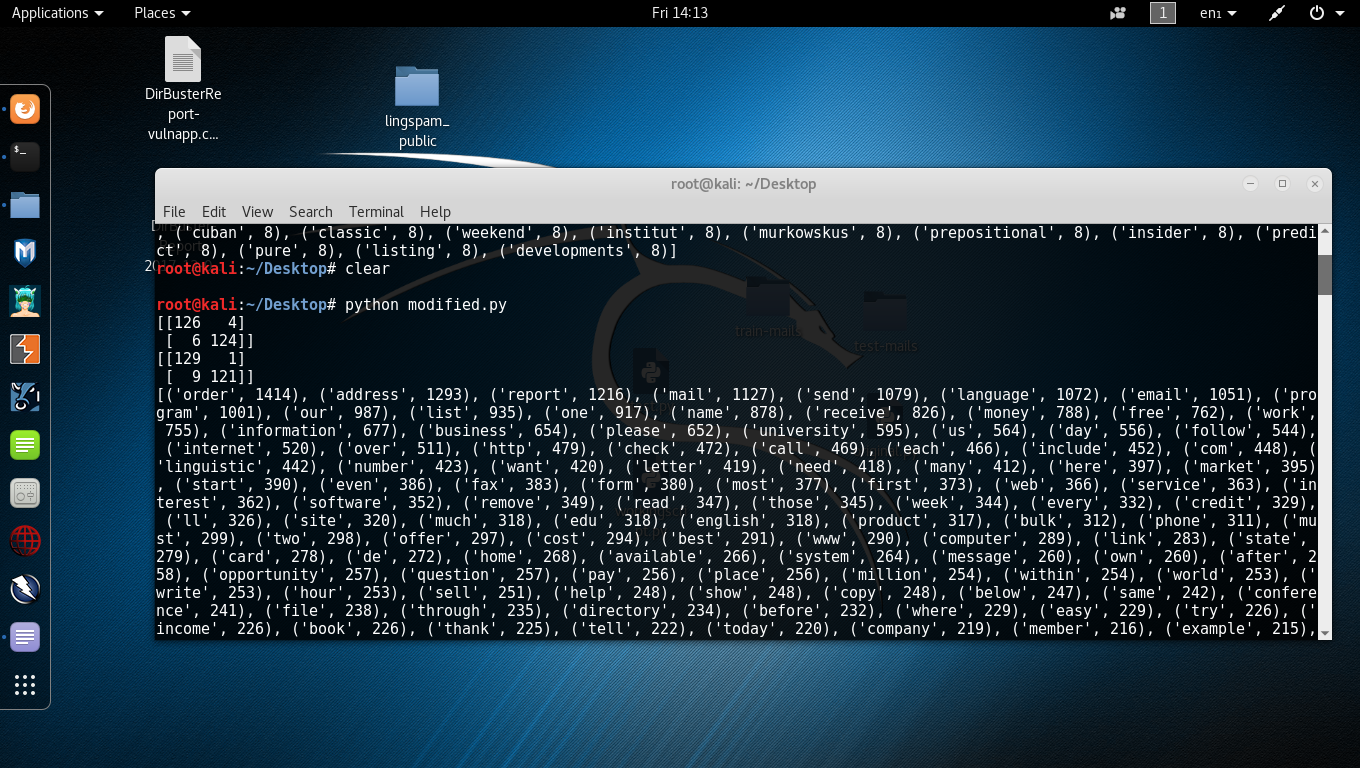 Applications Places Fri 14:13 1 en₁
DirBusterRe
port-
vulnapp.c...
lingspam_
public
root@kali: ~/Desktop
File Edit View Search Terminal Help
, ('cuban', 8), ('classic', 8), ('weekend', 8), ('institut', 8), ('murkowskus', 8), ('prepositional', 8), ('insider', 8), ('predi
ct', 8), ('pure', 8), ('listing', 8), ('developments', 8)]
root@kali:~/Desktop# clear
root@kali:~/Desktop# python modified.py
[[126   4]
 [  6 124]]
[[129   1]
 [  9 121]]
[('order', 1414), ('address', 1293), ('report', 1216), ('mail', 1127), ('send', 1079), ('language', 1072), ('email', 1051), ('pro
gram', 1001), ('our', 987), ('list', 935), ('one', 917), ('name', 878), ('receive', 826), ('money', 788), ('free', 762), ('work',
 755), ('information', 677), ('business', 654), ('please', 652), ('university', 595), ('us', 564), ('day', 556), ('follow', 544),
 ('internet', 520), ('over', 511), ('http', 479), ('check', 472), ('call', 469), ('each', 466), ('include', 452), ('com', 448), (
'linguistic', 442), ('number', 423), ('want', 420), ('letter', 419), ('need', 418), ('many', 412), ('here', 397), ('market', 395)
, ('start', 390), ('even', 386), ('fax', 383), ('form', 380), ('most', 377), ('first', 373), ('web', 366), ('service', 363), ('in
terest', 362), ('software', 352), ('remove', 349), ('read', 347), ('those', 345), ('week', 344), ('every', 332), ('credit', 329),
 ('ll', 326), ('site', 320), ('much', 318), ('edu', 318), ('english', 318), ('product', 317), ('bulk', 312), ('phone', 311), ('mu
st', 299), ('two', 298), ('offer', 297), ('cost', 294), ('best', 291), ('www', 290), ('computer', 289), ('link', 283), ('state',
279), ('card', 278), ('de', 272), ('home', 268), ('available', 266), ('system', 264), ('message', 260), ('own', 260), ('after', 2
58), ('opportunity', 257), ('question', 257), ('pay', 256), ('place', 256), ('million', 254), ('within', 254), ('world', 253), ('
write', 253), ('hour', 253), ('sell', 251), ('help', 248), ('show', 248), ('copy', 248), ('below', 247), ('same', 242), ('confere
nce', 241), ('file', 238), ('through', 235), ('directory', 234), ('before', 232), ('where', 229), ('easy', 229), ('try', 226), ('
income', 226), ('book', 226), ('thank', 225), ('tell', 222), ('today', 220), ('company', 219), ('member', 216), ('example', 215),
train-mails
test-mails